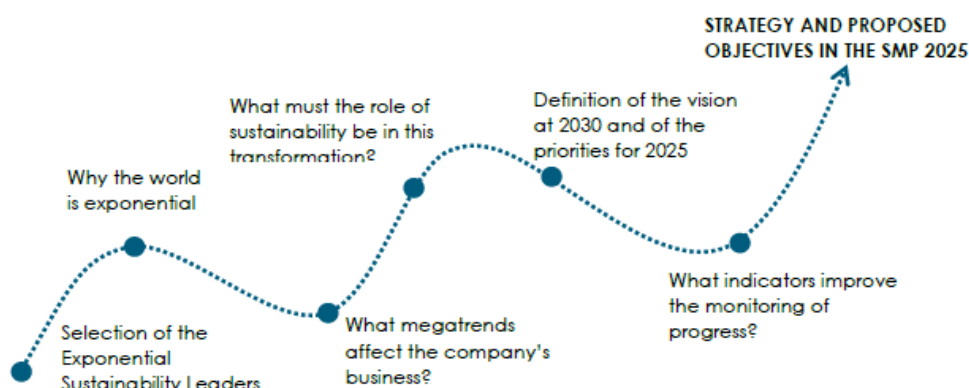 STRATEGY AND PROPOSED
OBJECTIVES IN THE SMP 2025
What must the role of
sustainability be in this
transformation?
Definition of the vision
at 2030 and of the
priorities for 2025
Why the world
is exponential
What indicators improve
the monitoring of
progress?
Selection of the
Exponential
Sustainability Leaders
What megatrends
affect the company's
business?